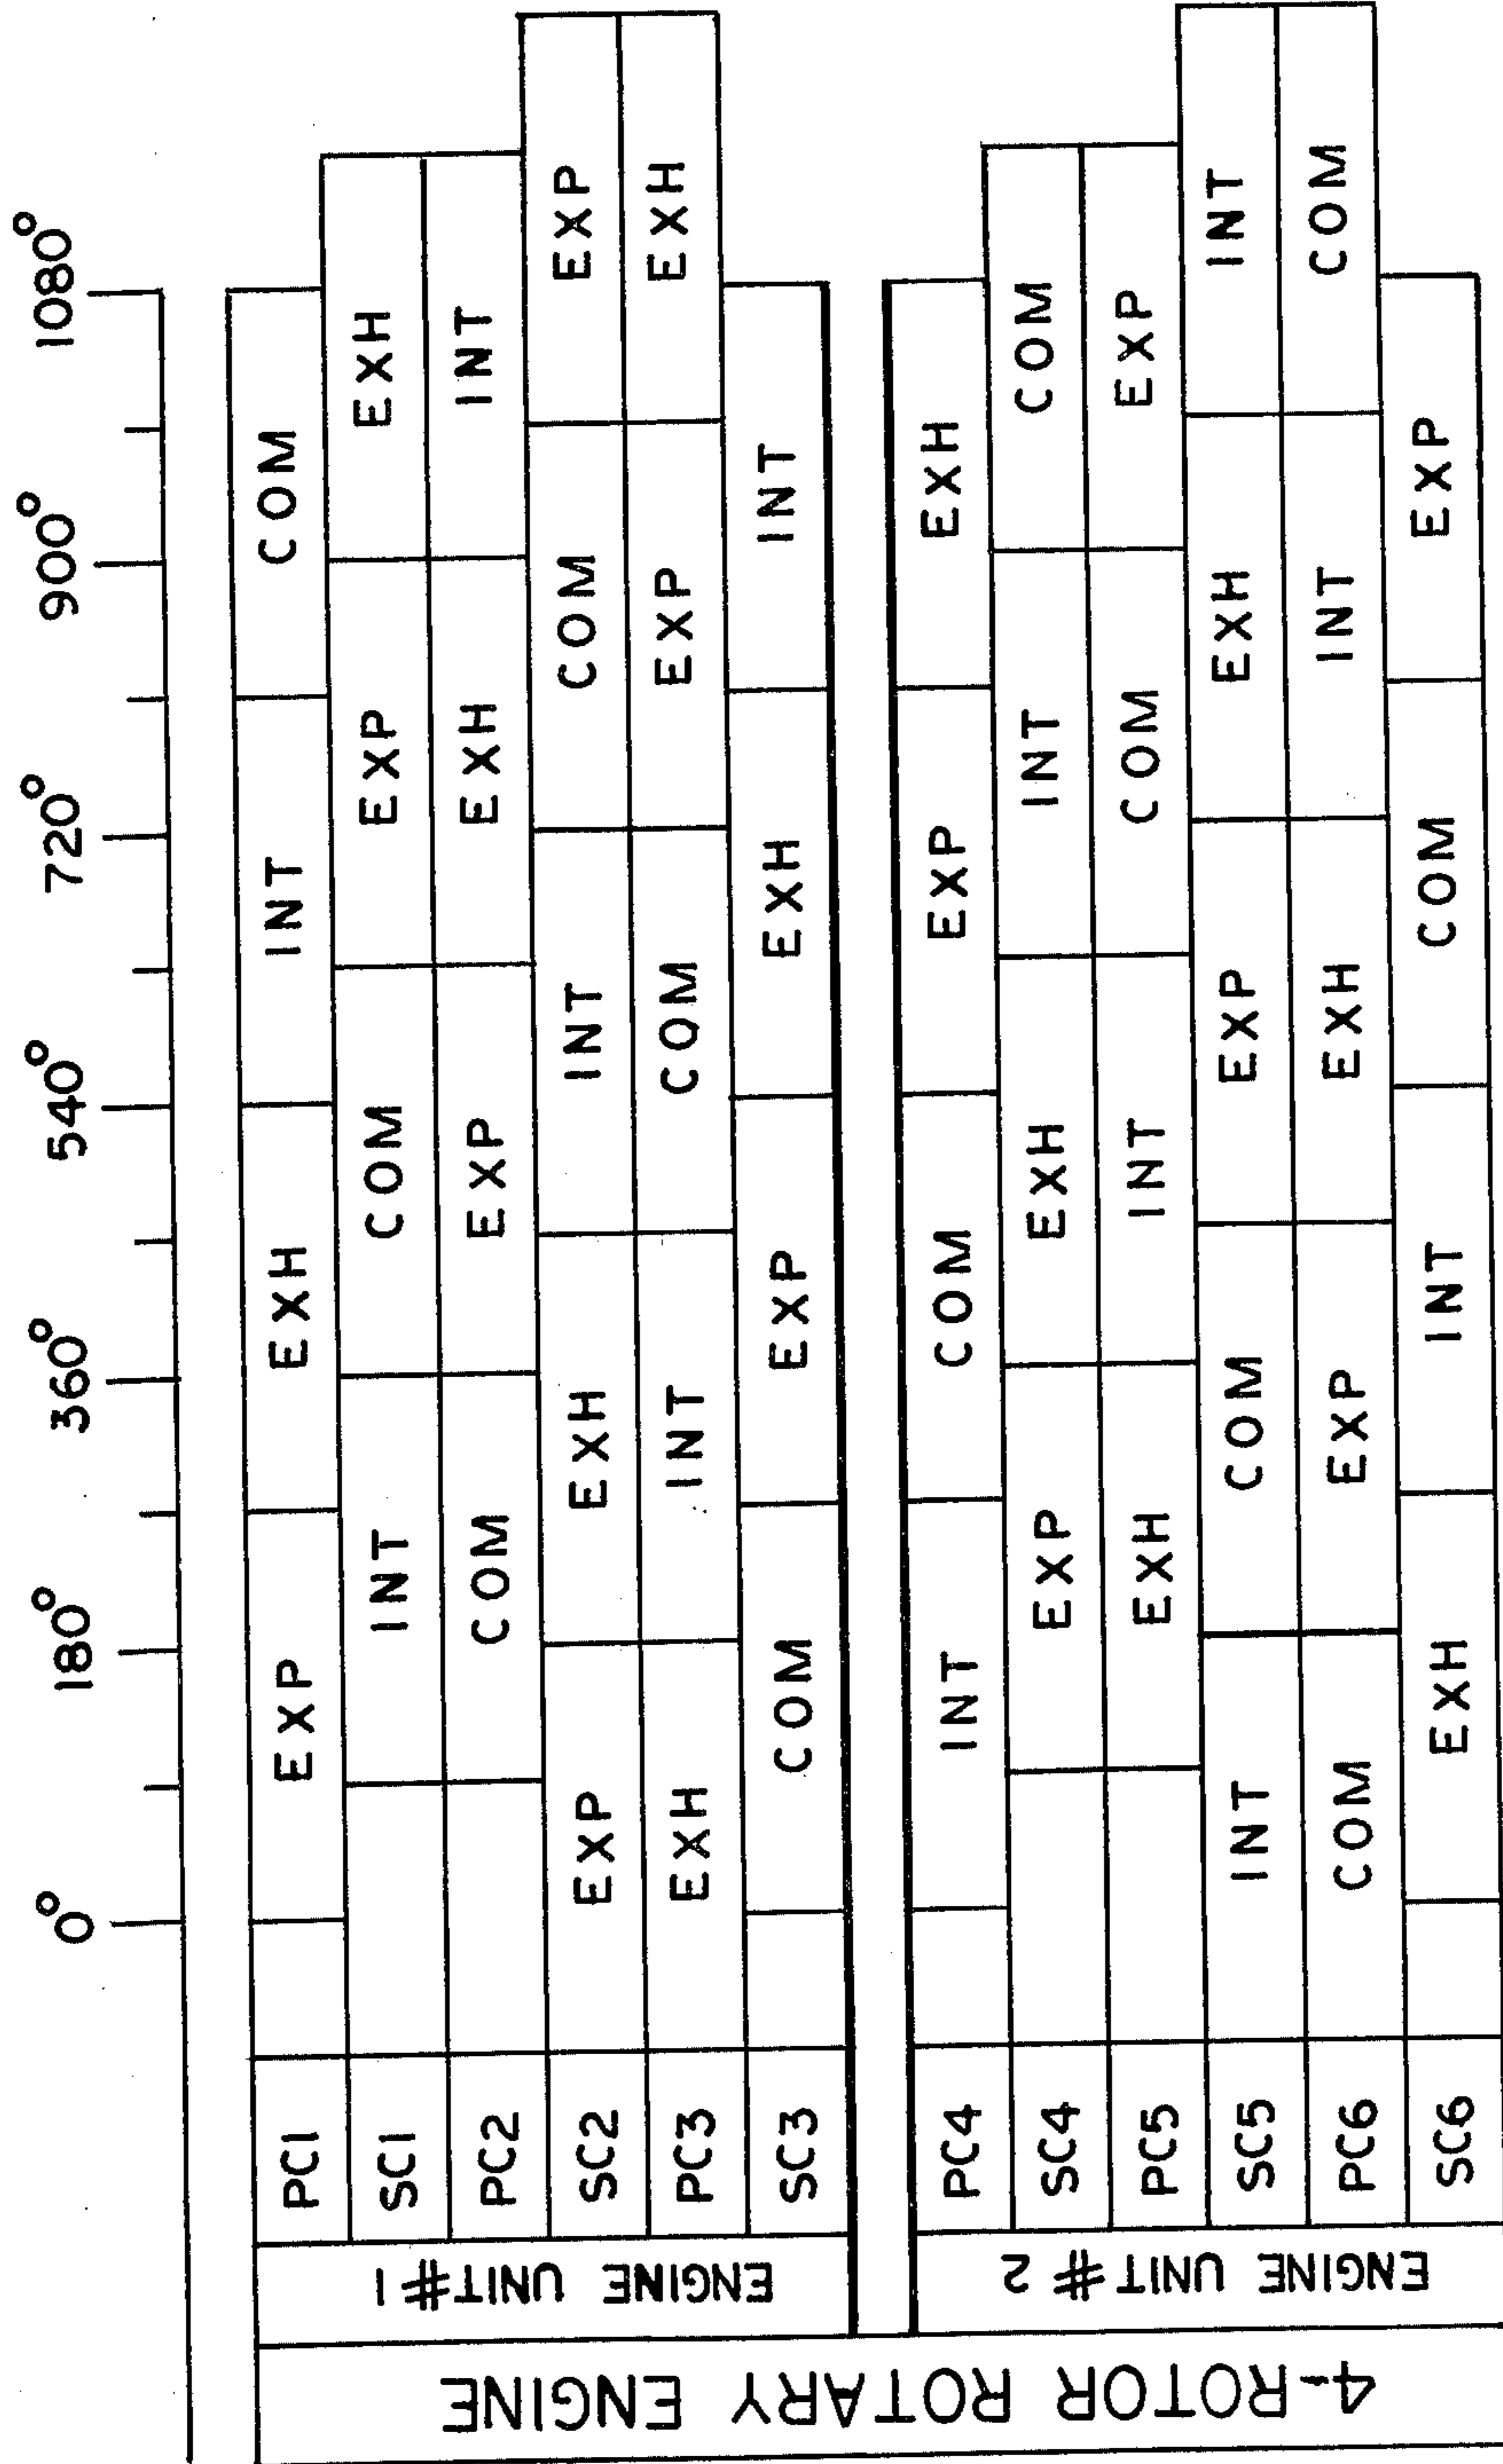 0° 180° 360° 540° 720° 900° 1080°
4-ROTOR ROTARY ENGINE
ENGINE UNIT #1
PC1 EXP EXH INT COM
SC1 INT COM EXP EXH
PC2 COM EXP EXH INT
SC2 EXP EXH INT COM EXP
PC3 EXH INT COM EXP EXH
SC3 COM EXP EXH INT
ENGINE UNIT # 2
PC4 INT COM EXP EXH
SC4 EXP EXH INT COM
PC5 EXH INT COM EXP
SC5 INT COM EXP EXH INT
PC6 COM EXP EXH INT COM
SC6 EXH INT COM EXP